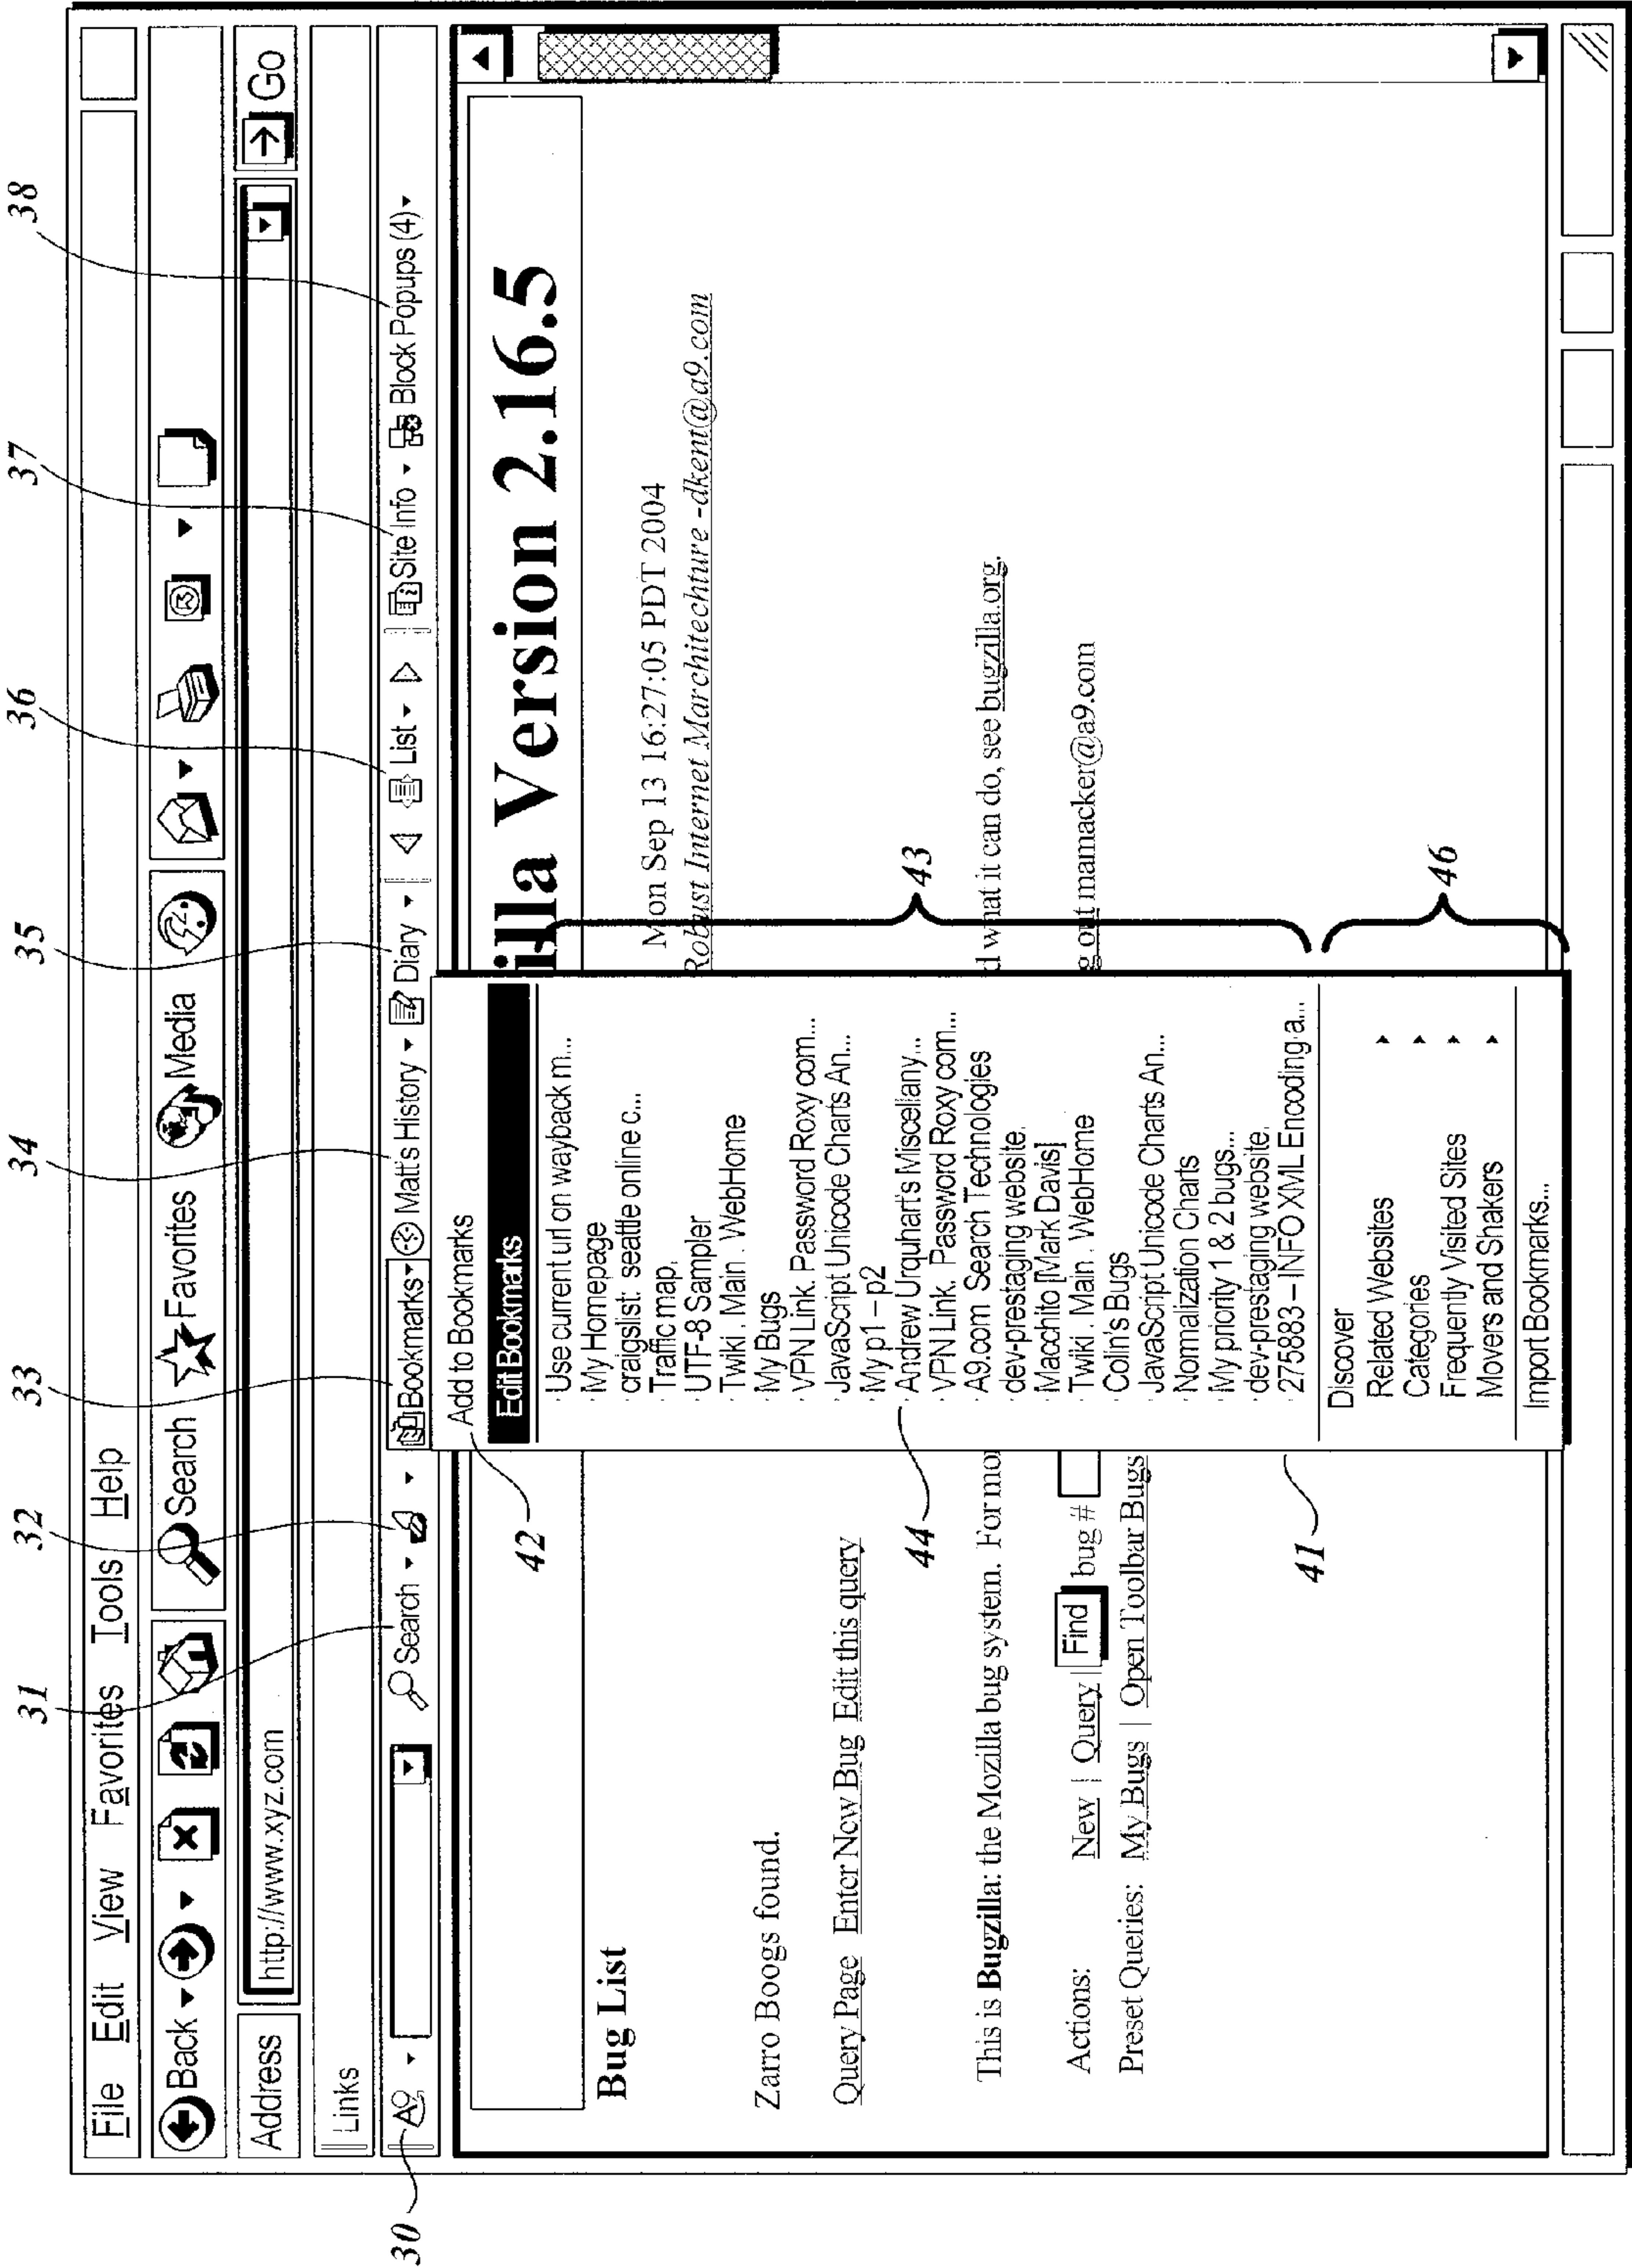 31 32 33 34 35 36 37 38
File Edit View Favorites Tools Help
Back Search Favorites Media
Address http://www.xyz.com Go
Links
30
A9 Search Bookmarks Matt's History Diary List Site Info Block Popups (4)
Add to Bookmarks
42
Edit Bookmarks
illa Version 2.16.5
Use current url on wayback m...
My Homepage
Bug List
craigslist: seattle online c...
Traffic map.
Mon Sep 13 16:27:05 PDT 2004
UTF-8 Sampler
Robust Internet Marchitechture -dkent@a9.com
Twiki . Main . WebHome
My Bugs
Zarro Boogs found.
VPN Link. Password Roxy com...
JavaScript Unicode Charts An...
Query Page Enter New Bug Edit this query
My p1 - p2
44
Andrew Urquhart's Miscellany...
43
VPN Link. Password Roxy com...
A9.com Search Technologies
This is Bugzilla: the Mozilla bug system. For mo
d what it can do, see bugzilla.org.
dev-prestaging website.
Macchito [Mark Davis]
Twiki . Main . WebHome
Actions: New | Query | Find bug #
g out mamacker@a9.com
Colin's Bugs
Preset Queries: My Bugs | Open Toolbar Bugs
JavaScript Unicode Charts An...
Normalization Charts
My priority 1 & 2 bugs...
dev-prestaging website.
275883 – INFO XML Encoding a...
41
Discover
Related Websites
Categories
Frequently Visited Sites
46
Movers and Shakers
Import Bookmarks...